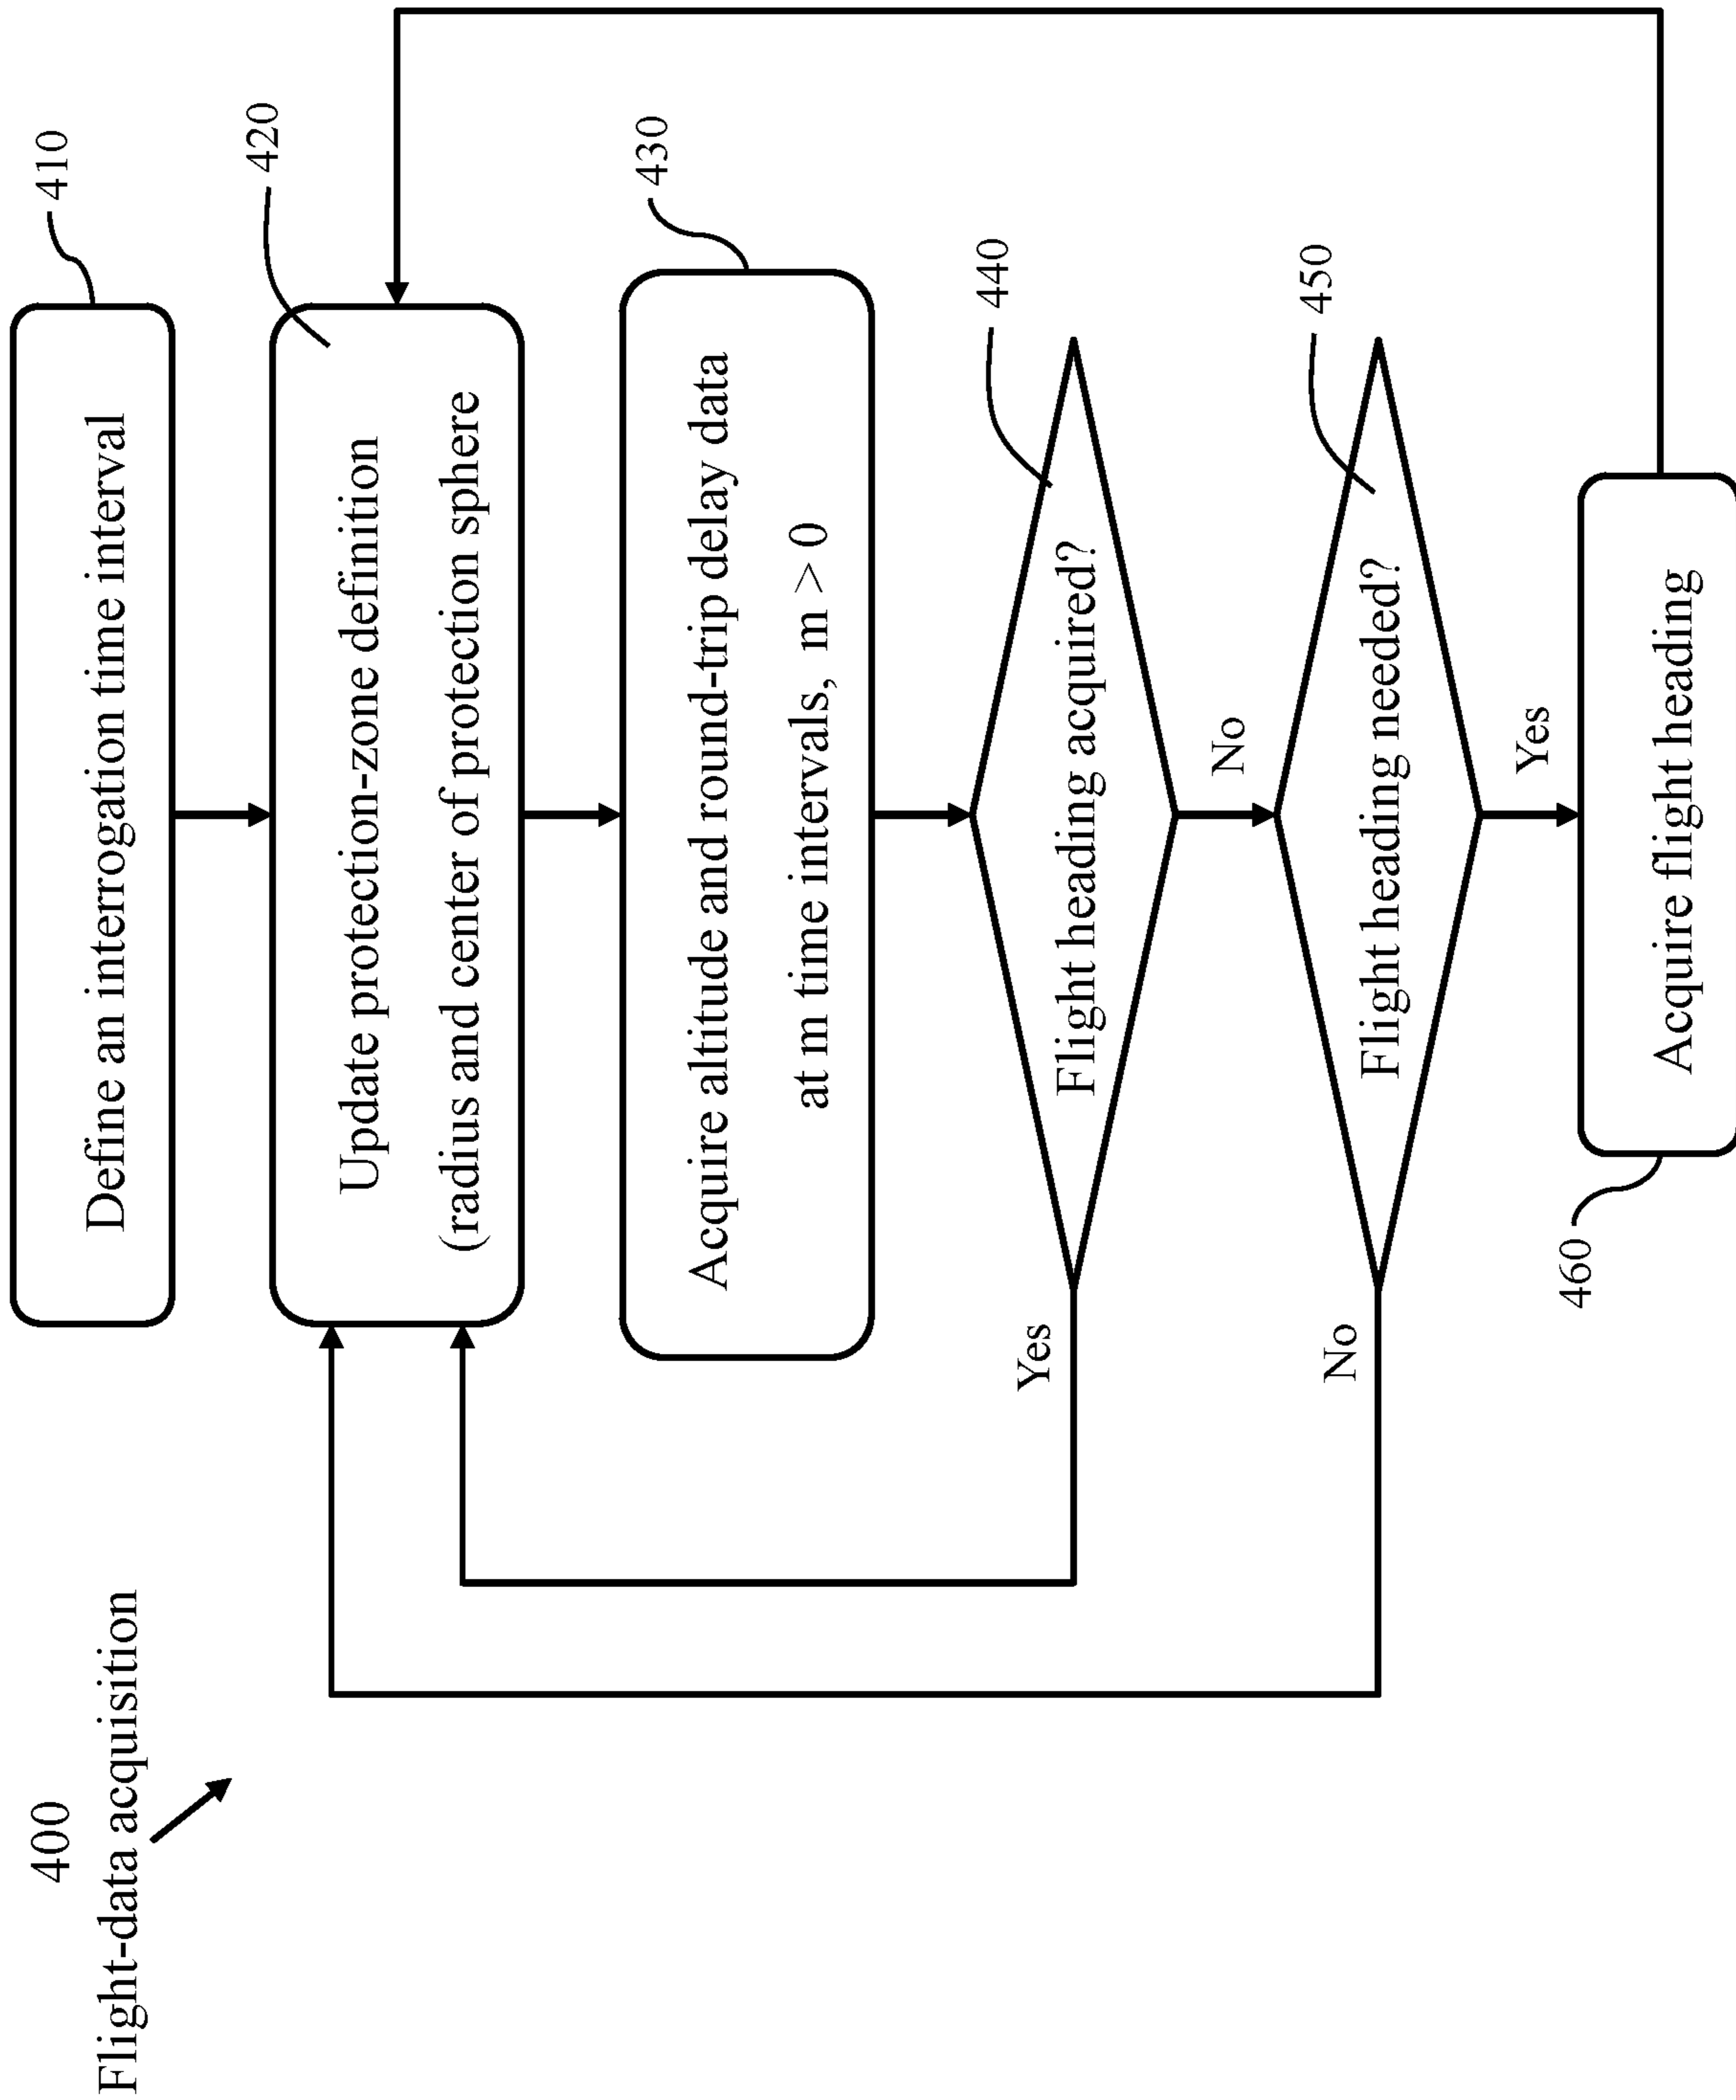 400
Flight-data acquisition
Define an interrogation time interval
410
Update protection-zone definition
(radius and center of protection sphere
420
Acquire altitude and round-trip delay data
at m time intervals, m > 0
430
Flight heading acquired?
440
Yes
No
Flight heading needed?
450
No
Yes
Acquire flight heading
460